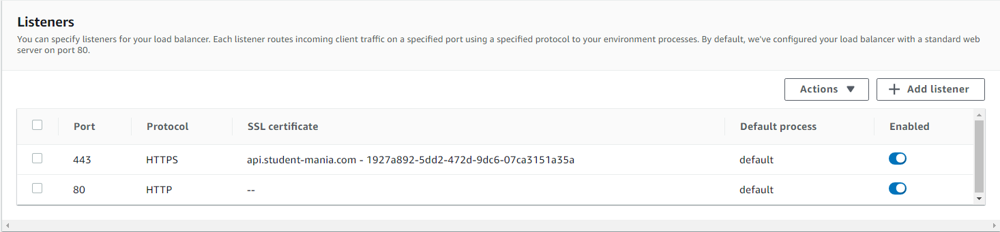 Listeners
You can specify listeners for your load balancer. Each listener routes incoming client traffic on a specified port using a specified protocol to your environment processes. By default, we've configured your load balancer with a standard web
server on port 80.
Actions
Add listener
Port Protocol SSL certificate Default process Enabled
443 HTTPS api.student-mania.com - 1927a892-5dd2-472d-9dc6-07ca3151a35a default
80 HTTP -- default